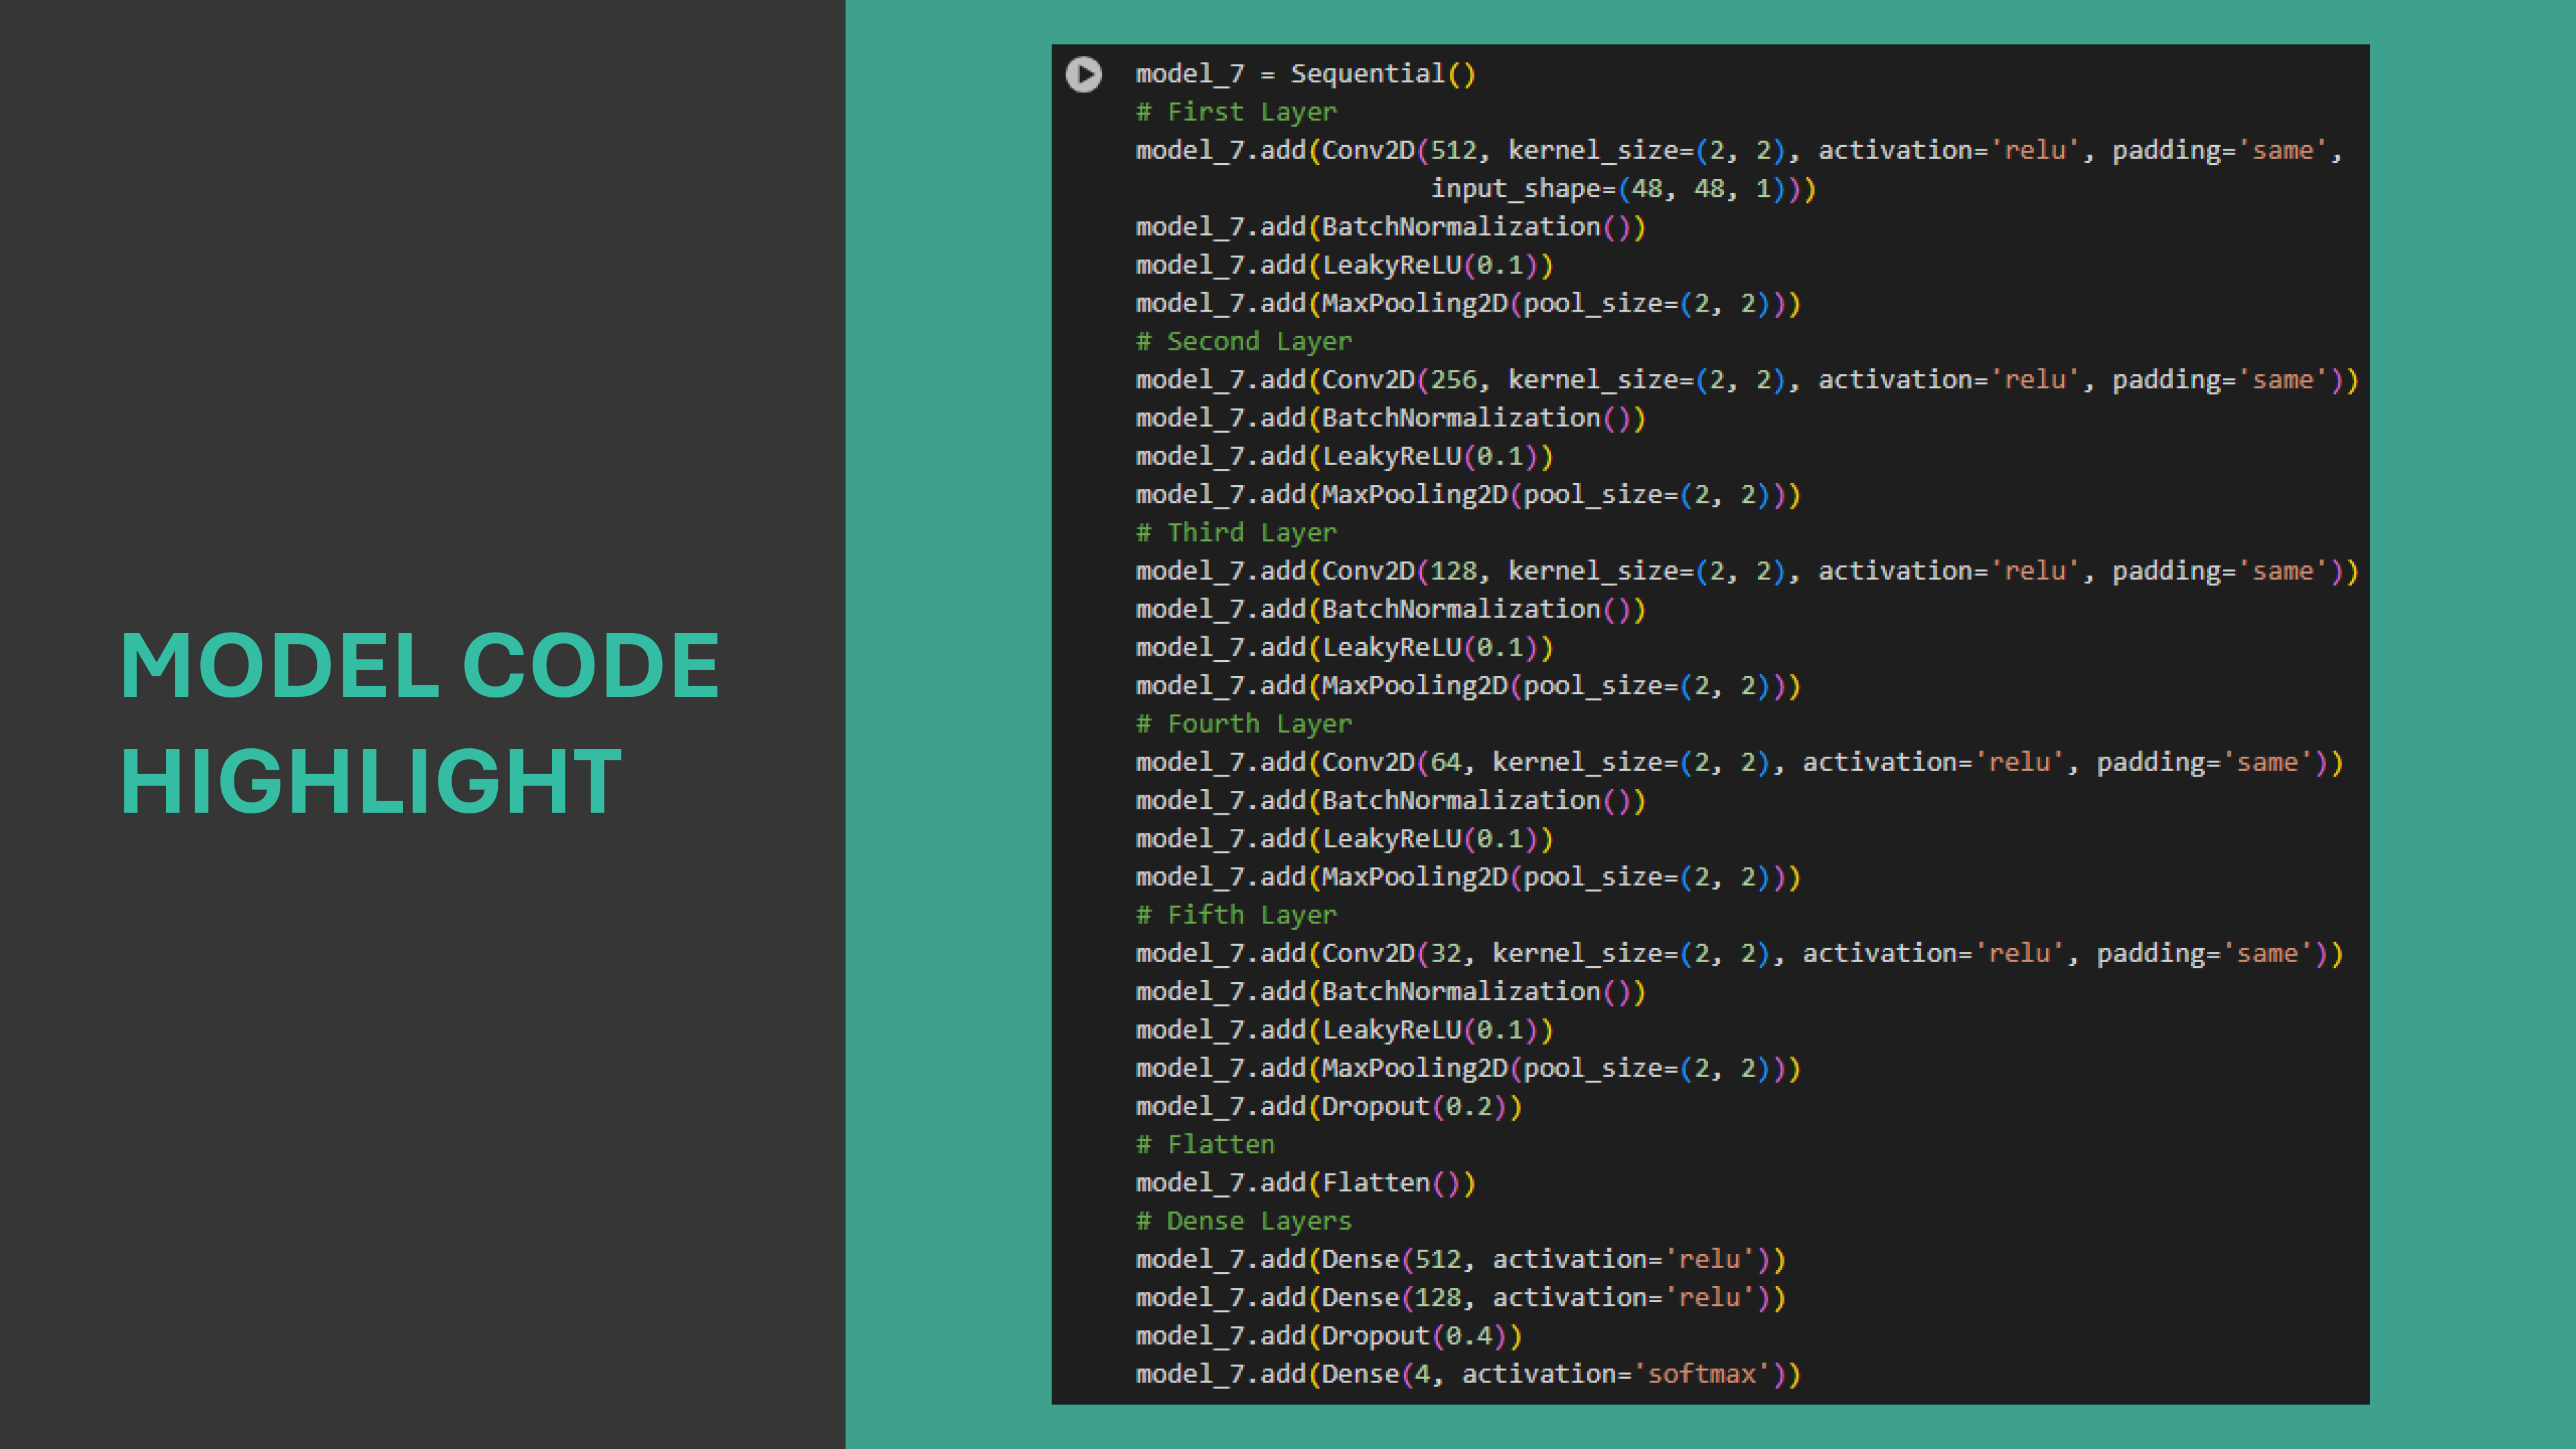 MODEL CODE
HIGHLIGHT
model_7 = Sequential()
# First Layer
model_7.add(Conv2D(512, kernel_size=(2, 2), activation='relu', padding='same',
input_shape=(48, 48, 1)))
model_7.add(BatchNormalization())
model_7.add(LeakyReLU(0.1))
model_7.add(MaxPooling2D(pool_size=(2, 2)))
# Second Layer
model_7.add(Conv2D(256, kernel_size=(2, 2), activation='relu', padding='same'))
model_7.add(BatchNormalization())
model_7.add(LeakyReLU(0.1))
model_7.add(MaxPooling2D(pool_size=(2, 2)))
# Third Layer
model_7.add(Conv2D(128, kernel_size=(2, 2), activation='relu', padding='same'))
model_7.add(BatchNormalization())
model_7.add(LeakyReLU(0.1))
model_7.add(MaxPooling2D(pool_size=(2, 2)))
# Fourth Layer
model_7.add(Conv2D(64, kernel_size=(2, 2), activation='relu', padding='same'))
model_7.add(BatchNormalization())
model_7.add(LeakyReLU(0.1))
model_7.add(MaxPooling2D(pool_size=(2, 2)))
# Fifth Layer
model_7.add(Conv2D(32, kernel_size=(2, 2), activation='relu', padding='same'))
model_7.add(BatchNormalization())
model_7.add(LeakyReLU(0.1))
model_7.add(MaxPooling2D(pool_size=(2, 2)))
model_7.add(Dropout(0.2))
# Flatten
model_7.add(Flatten())
# Dense Layers
model_7.add(Dense(512, activation='relu'))
model_7.add(Dense(128, activation='relu'))
model_7.add(Dropout(0.4))
model_7.add(Dense(4, activation='softmax'))